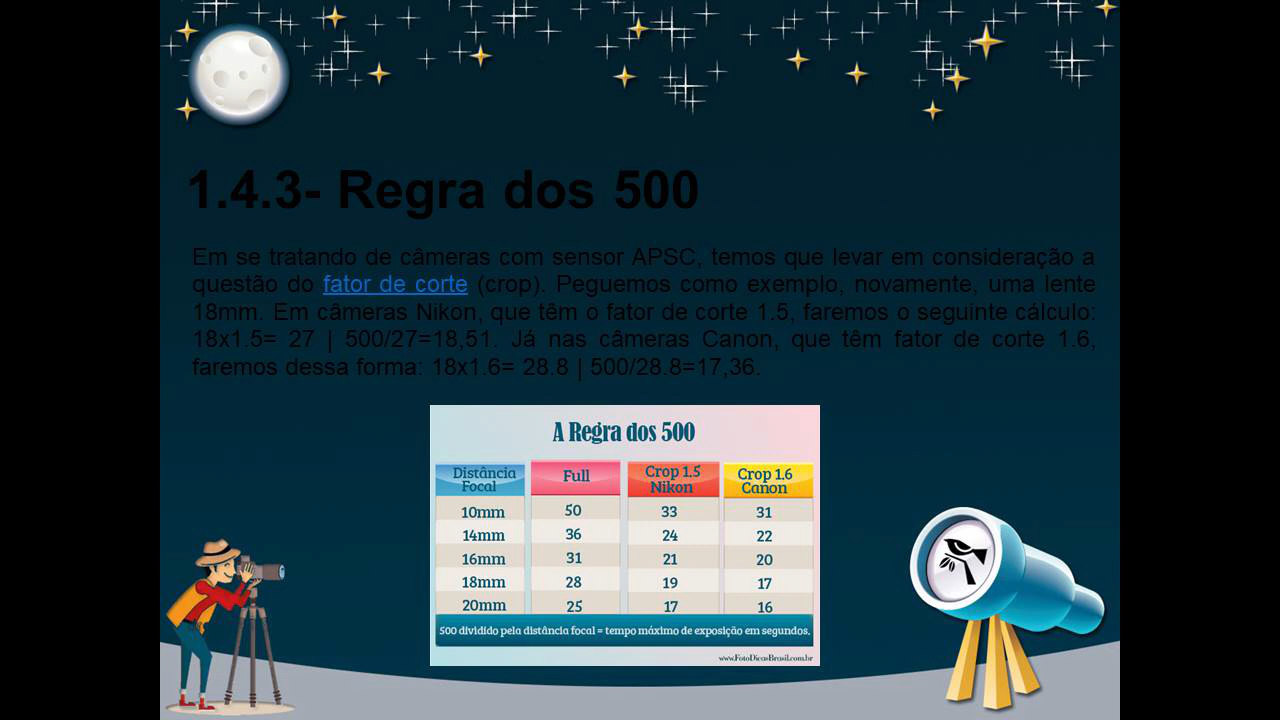 1.4.3- Regra dos 500
Em se tratando de câmeras com sensor APSC, temos que levar em consideração a
questão do fator de corte (crop). Peguemos como exemplo, novamente, uma lente
18mm. Em câmeras Nikon, que têm o fator de corte 1.5, faremos o seguinte cálculo:
18x1.5= 27 | 500/27=18,51. Já nas câmeras Canon, que têm fator de corte 1.6,
faremos dessa forma: 18x1.6= 28.8 | 500/28.8=17,36.
A Regra dos 500
Distância Focal Full Crop 1.5 Nikon Crop 1.6 Canon
10mm 50 33 31
14mm 36 24 22
16mm 31 21 20
18mm 28 19 17
20mm 25 17 16
500 dividido pela distância focal = tempo máximo de exposição em segundos.
www.FotoDicasBrasil.com.br